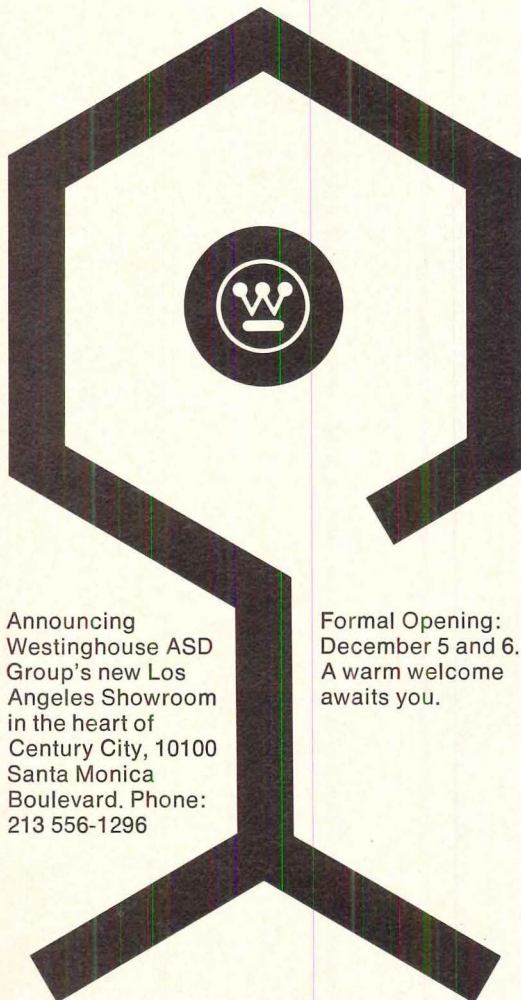 Announcing
Westinghouse ASD
Group's new Los
Angeles Showroom
in the heart of
Century City, 10100
Santa Monica
Boulevard. Phone:
213 556-1296
Formal Opening:
December 5 and 6.
A warm welcome
awaits you.